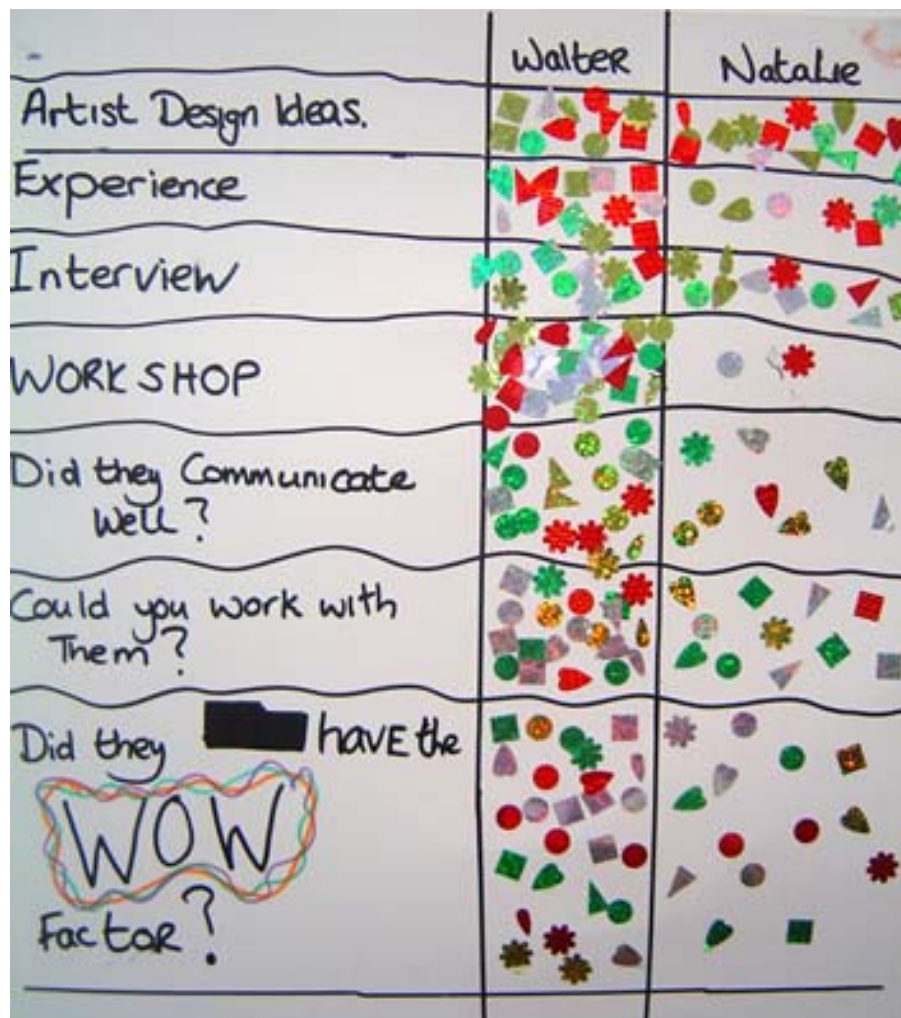 Walter Natalie
Artist Design Ideas.
Experience
Interview
WORKSHOP
Did they Communicate
Well?
Could you work with
Them?
Did they have the
WOW
Factor?